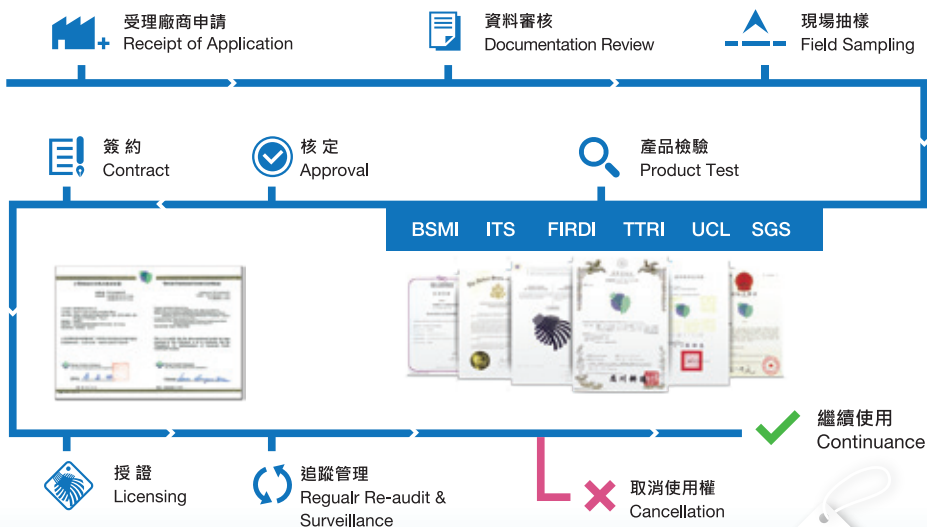 受理廠商申請
Receipt of Application
資料審核
Documentation Review
現場抽樣
Field Sampling
簽約
Contract
核定
Approval
產品檢驗
Product Test
BSMI ITS FIRDI TTRI UCL SGS
授證
Licensing
追蹤管理
Regualr Re-audit &
Surveillance
取消使用權
Cancellation
繼續使用
Continuance